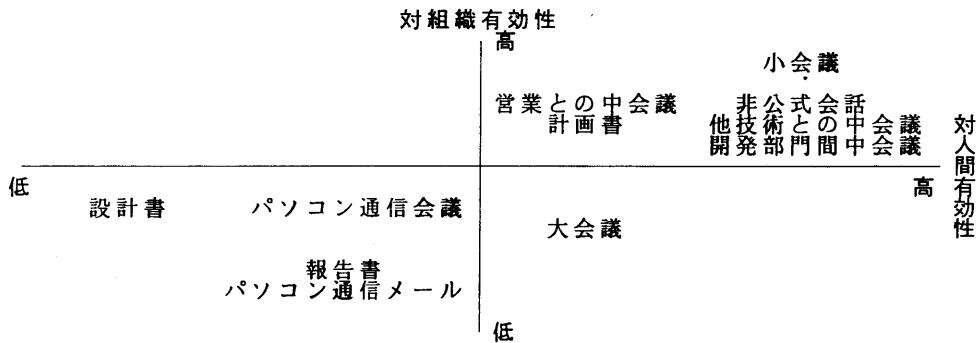 対組織有効性
高
小会議
営業との中会議 非公式会話
計画書 他技術との中会議
開発部門間中会議
対人間有効性
低
高
設計書 パソコン通信会議
大会議
報告書
パソコン通信メール
低